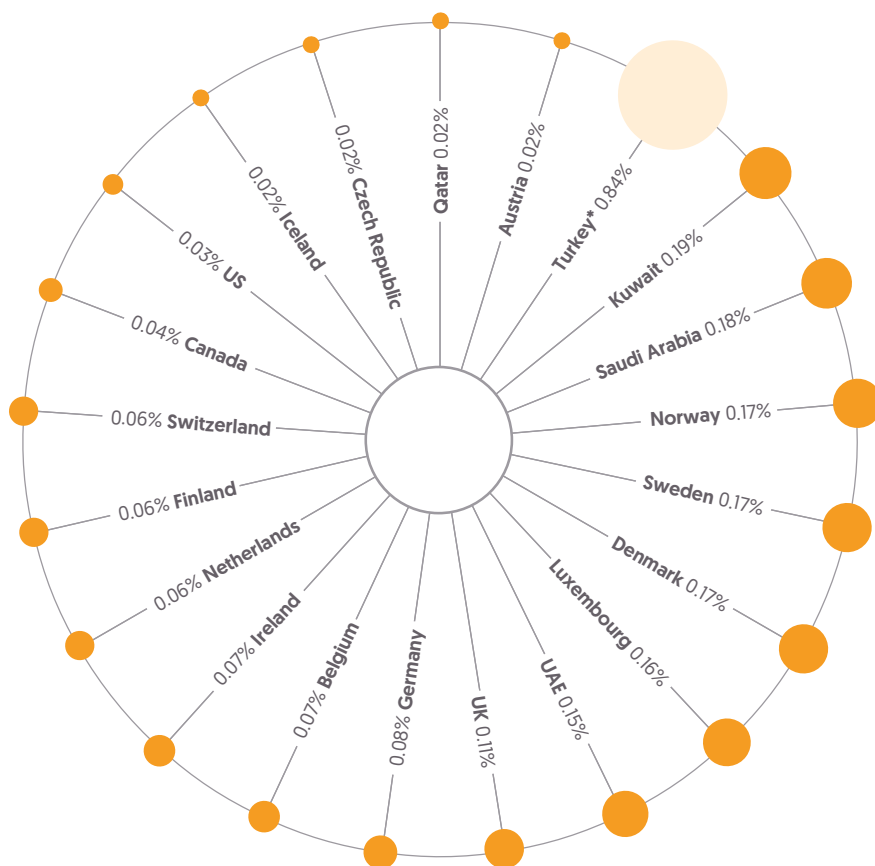 Turkey* 0.84%
Kuwait 0.19%
Saudi Arabia 0.18%
Norway 0.17%
Sweden 0.17%
Denmark 0.17%
Luxembourg 0.16%
UAE 0.15%
UK 0.11%
0.08% Germany
0.07% Belgium
0.07% Ireland
0.06% Netherlands
0.06% Finland
0.06% Switzerland
0.04% Canada
0.03% US
0.02% Iceland
0.02% Czech Republic
Qatar 0.02%
Austria 0.02%